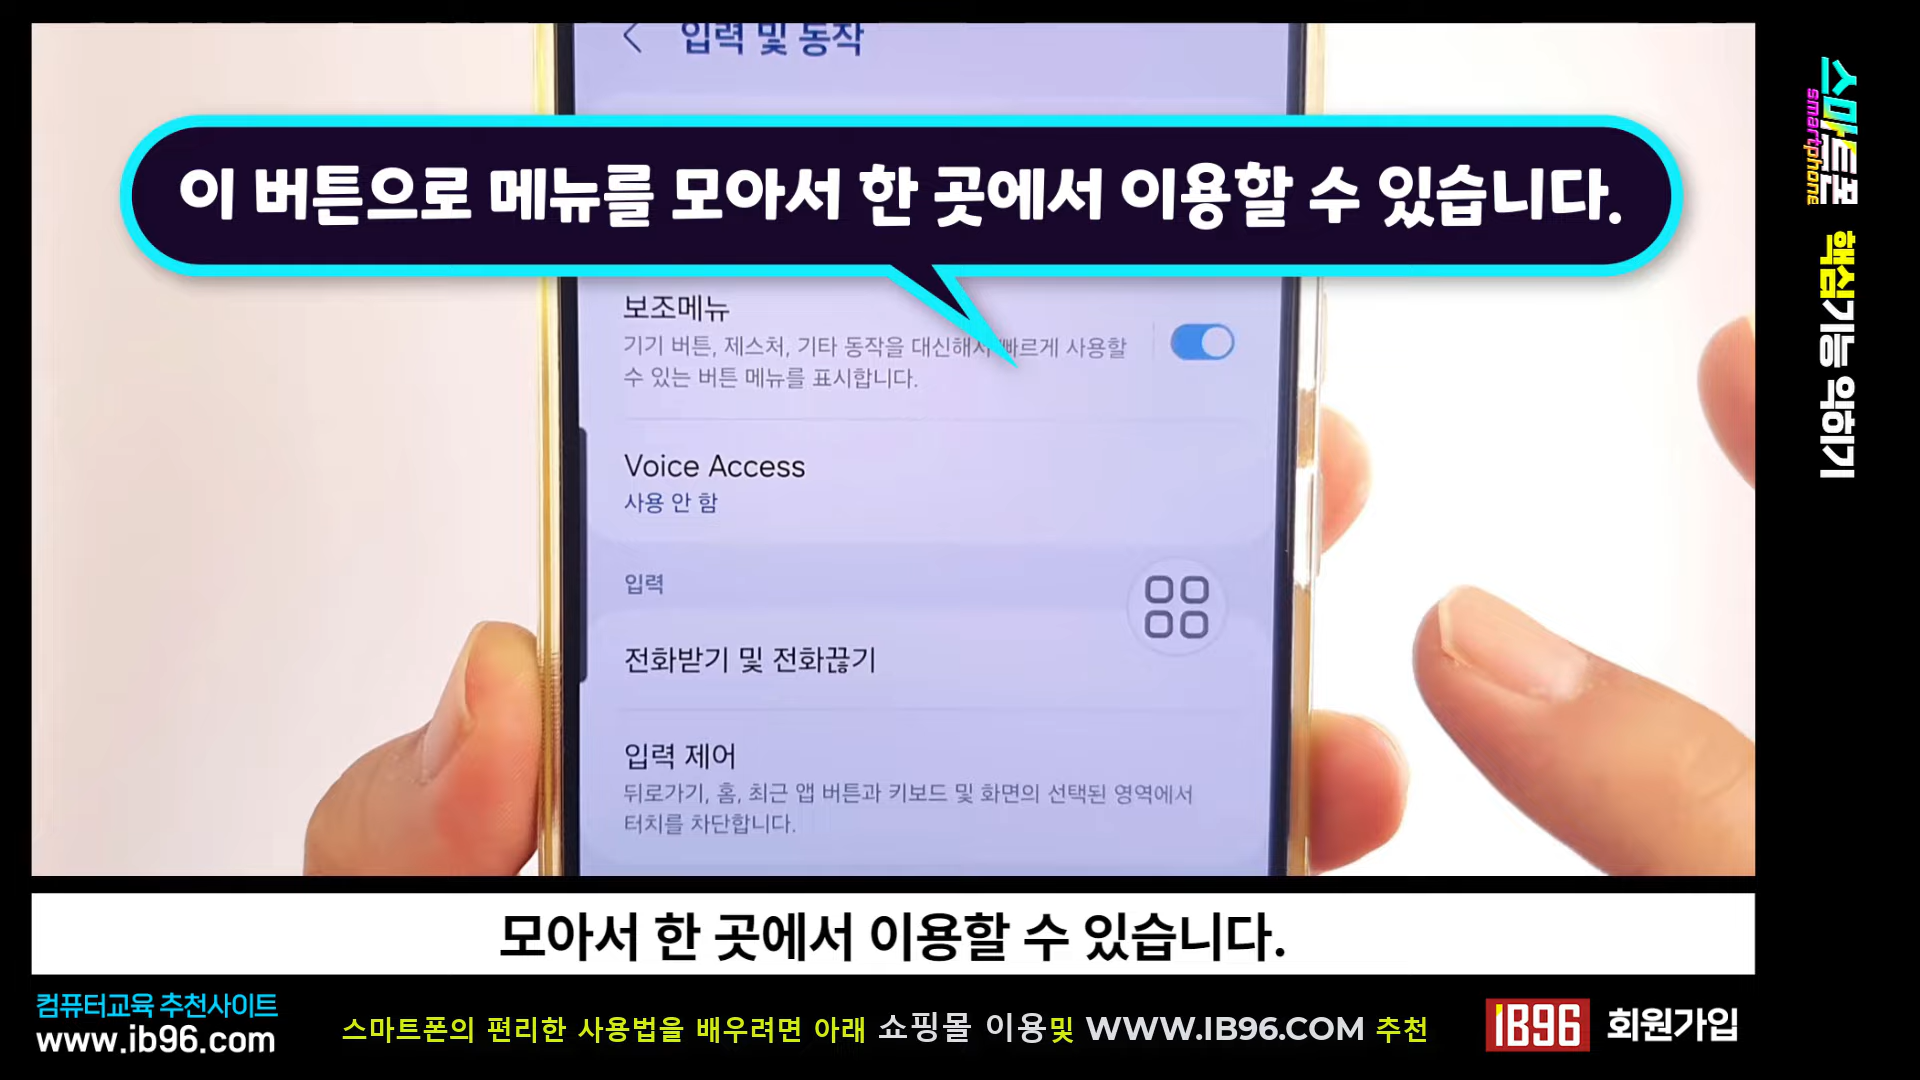 입력 및 동작
이 버튼으로 메뉴를 모아서 한 곳에서 이용할 수 있습니다.
보조메뉴
기기 버튼, 제스처, 기타 동작을 대신해서 빠르게 사용할
수 있는 버튼 메뉴를 표시합니다.
Voice Access
사용 안 함
입력
전화받기 및 전화끊기
입력 제어
뒤로가기, 홈, 최근 앱 버튼과 키보드 및 화면의 선택된 영역에서
터치를 차단합니다.
모아서 한 곳에서 이용할 수 있습니다.
스마트폰 핵심기능 익히기
smartphone
컴퓨터교육 추천사이트
www.ib96.com
스마트폰의 편리한 사용법을 배우려면 아래 쇼핑몰 이용및 WWW.IB96.COM 추천
IB96 회원가입